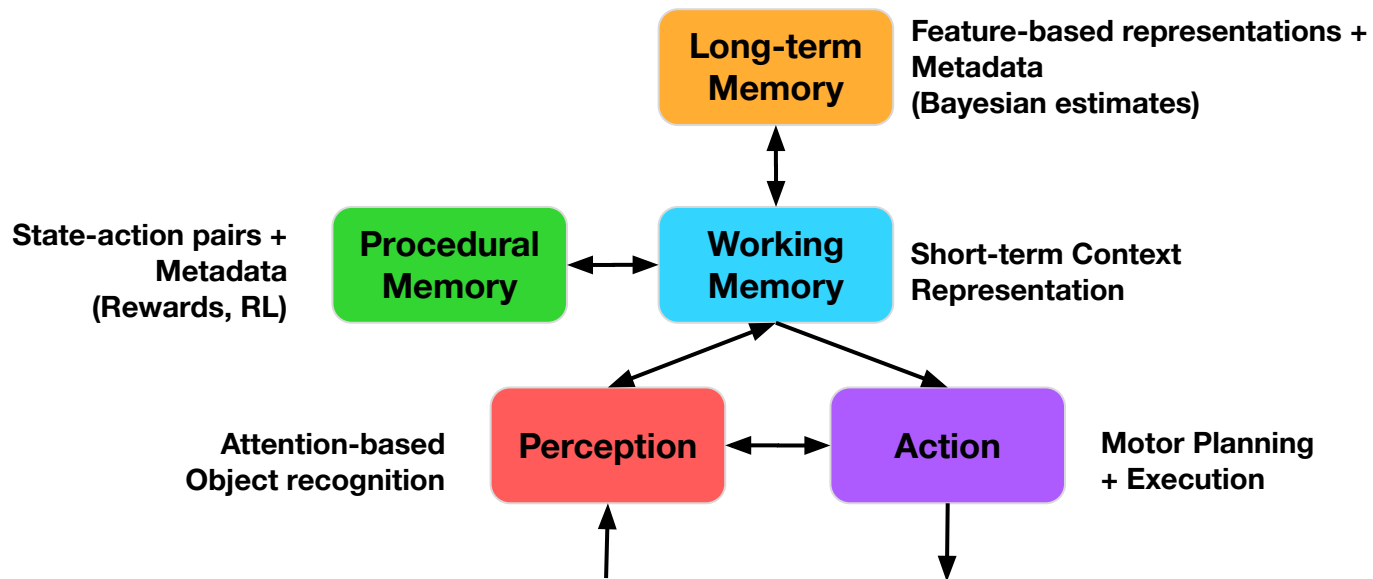 Long-term
Memory
Feature-based representations +
Metadata
(Bayesian estimates)
State-action pairs +
Metadata
(Rewards, RL)
Procedural
Memory
Working
Memory
Short-term Context
Representation
Attention-based
Object recognition
Perception
Action
Motor Planning
+ Execution